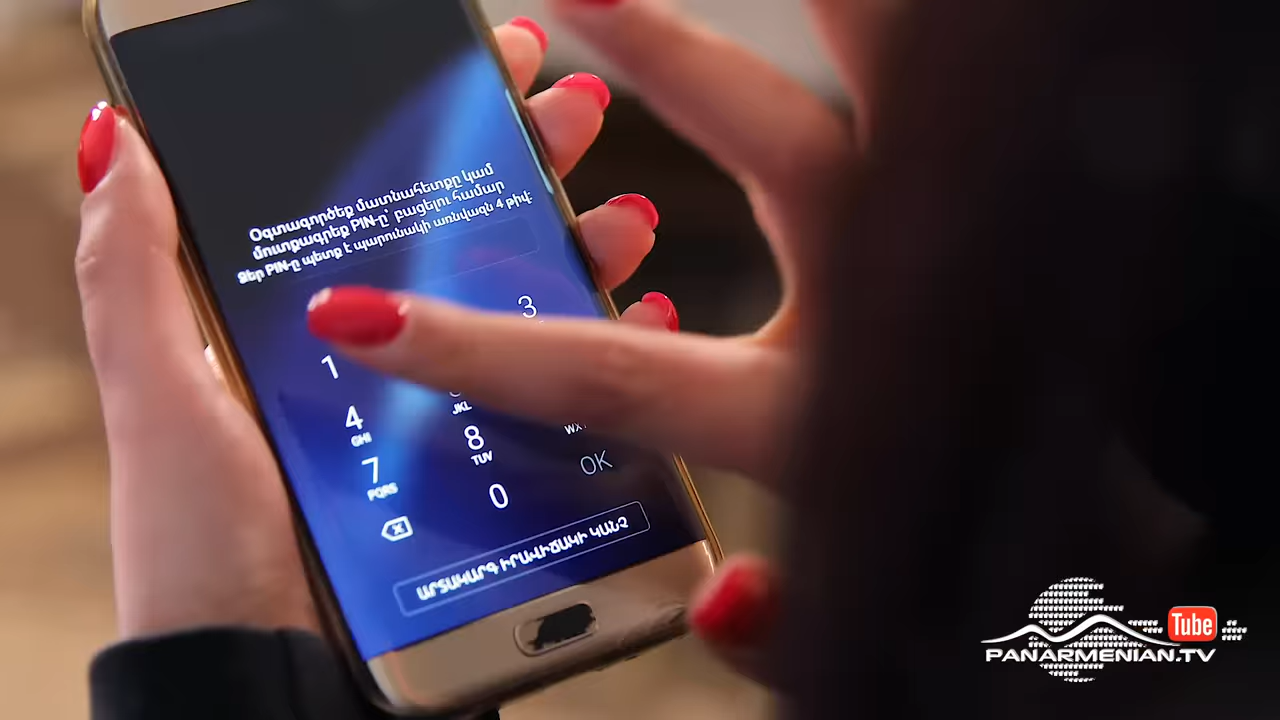 Օգտագործեք մատնահետքը կամ
մուտքագրեք PIN-ը՝ բացելու համար
Ձեր PIN-ը պետք է պարունակի առնվազն 4 թիվ:
3
1
4
GHI
JKL
8
TUV
WX
7
PQRS
OK
0
ԱՐՏԱԿԱՐԳ ԻՐԱՎԻՃԱԿԻ ԿԱՆՉ
Tube
PANARMENIAN.TV